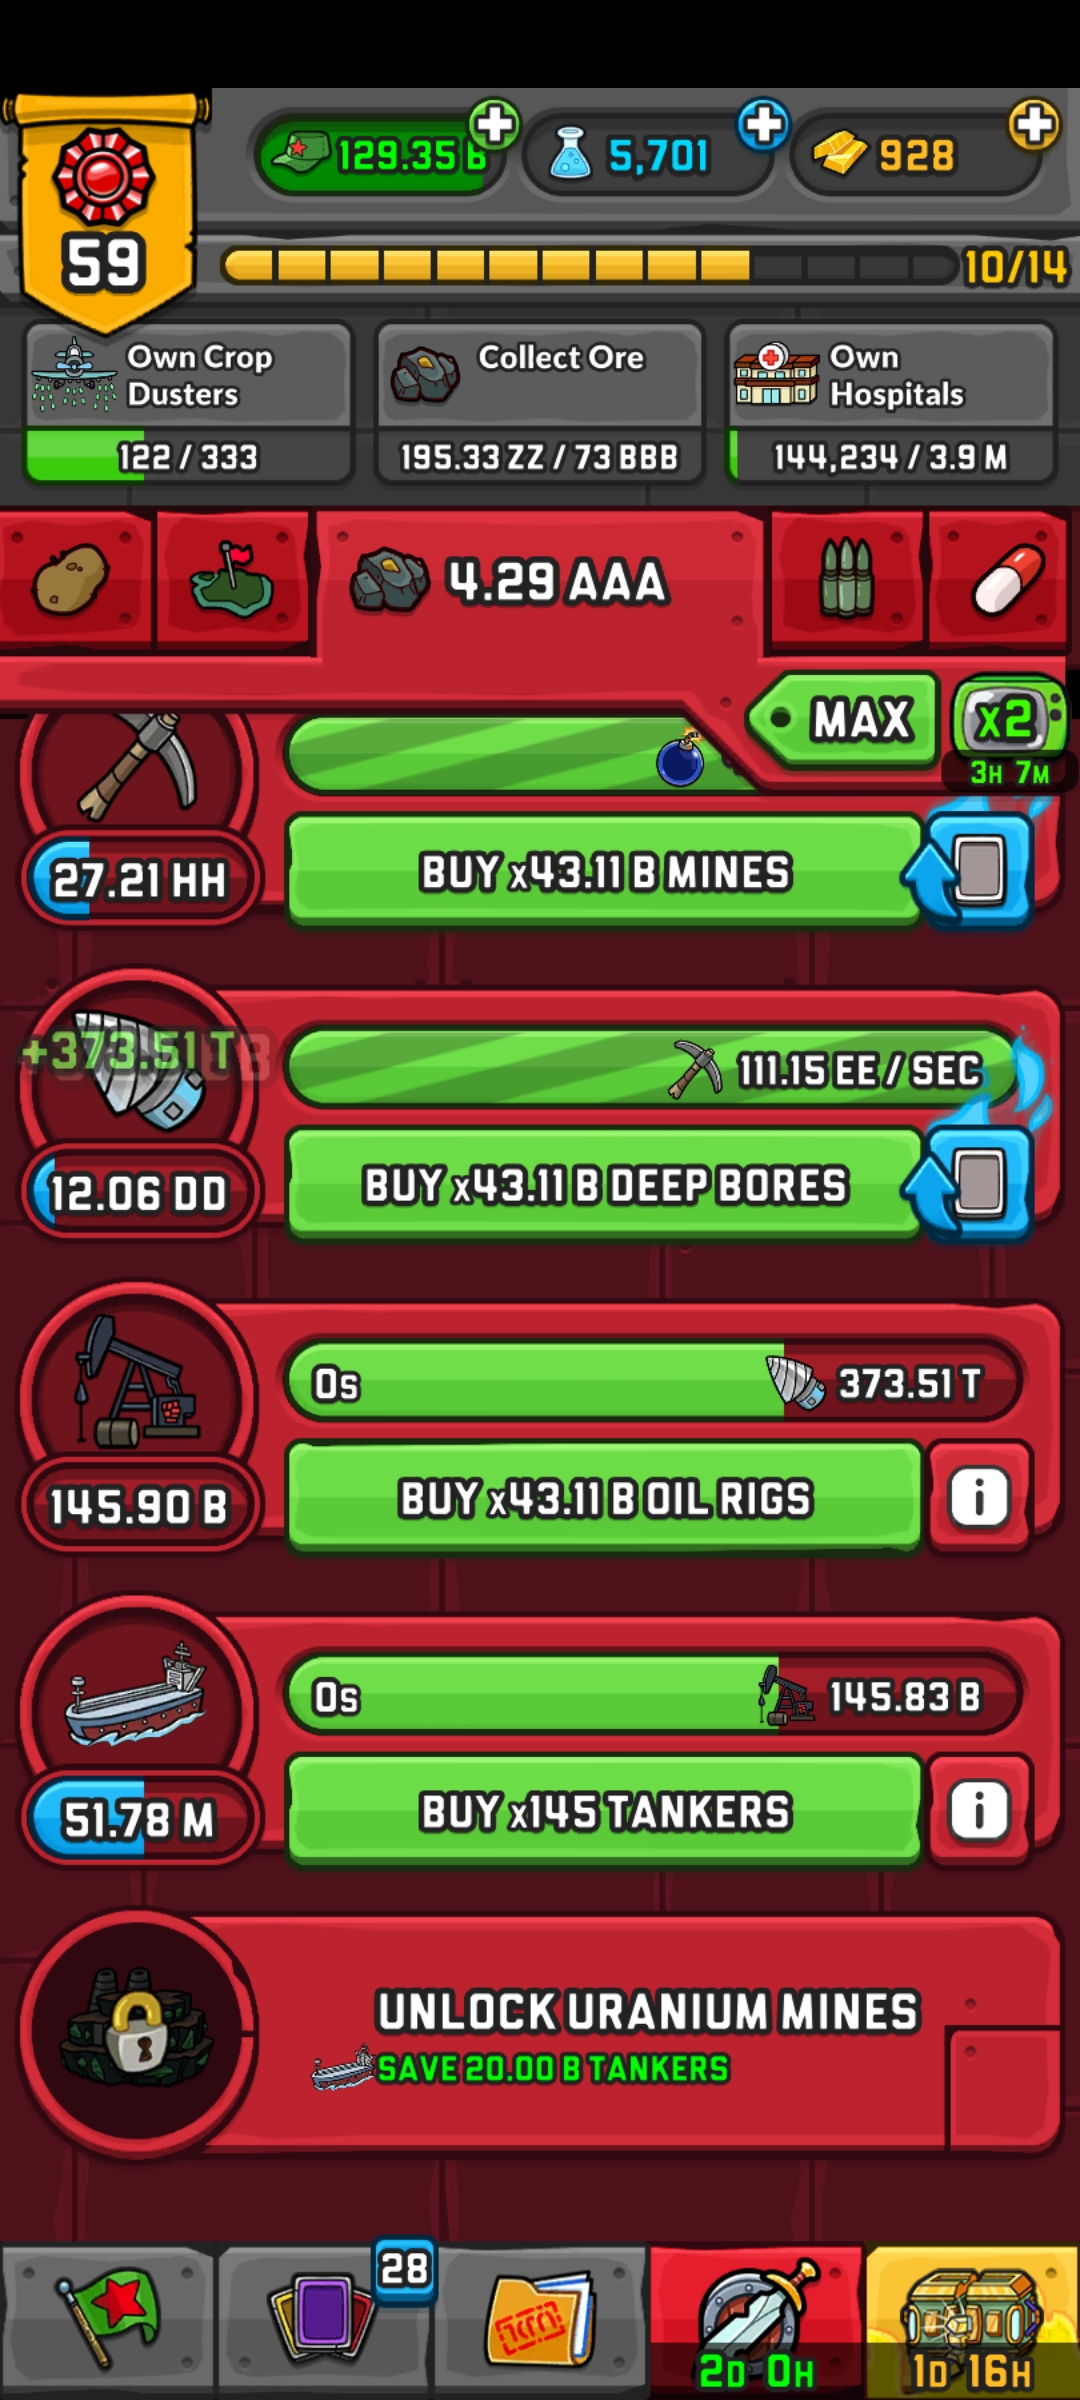 129.35 B
5,701
928
59
10/14
Own Crop
Dusters
122 / 333
Collect Ore
195.33 ZZ / 73 BBB
Own
Hospitals
144,234 / 3.9 M
4.29 AAA
MAX
x2
3H 7M
27.21 HH
BUY x43.11 B MINES
+373.51 T
111.15 EE / SEC
12.06 DD
BUY x43.11 B DEEP BORES
0s
373.51 T
145.90 B
BUY x43.11 B OIL RIGS
i
0s
145.83 B
51.78 M
BUY x145 TANKERS
i
UNLOCK URANIUM MINES
SAVE 20.00 B TANKERS
28
2D 0H
1D 16H